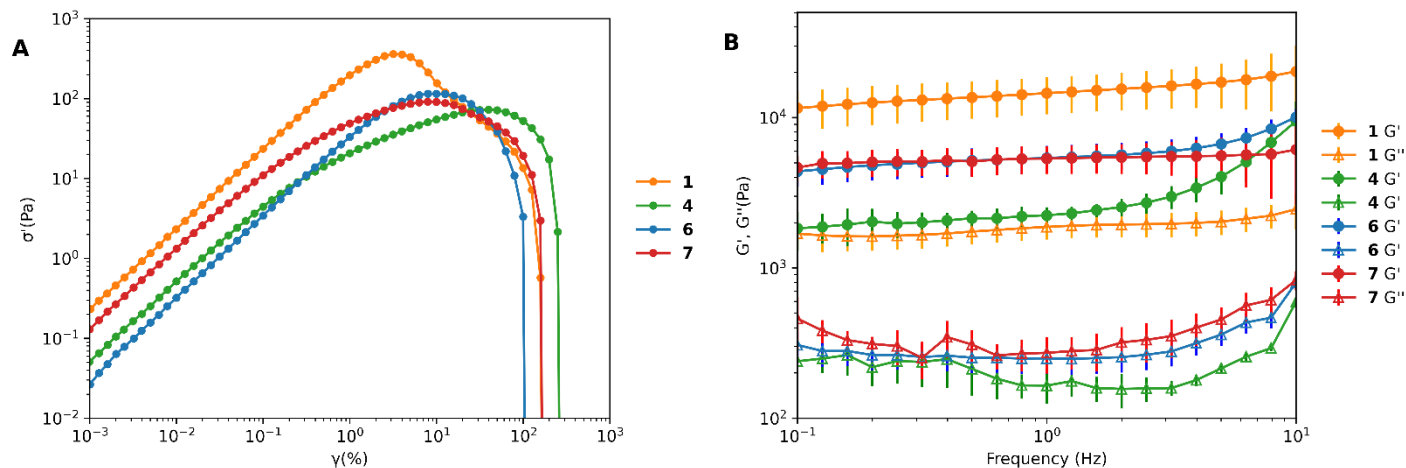 A
σ'(Pa)
10³
10²
10¹
10⁰
10⁻¹
10⁻²
10⁻³
10⁻²
10⁻¹
10⁰
10¹
10²
10³
γ(%)
1
4
6
7
B
G', G''(Pa)
10⁴
10³
10²
10⁻¹
10⁰
10¹
Frequency (Hz)
1 G'
1 G''
4 G'
4 G''
6 G'
6 G''
7 G'
7 G''